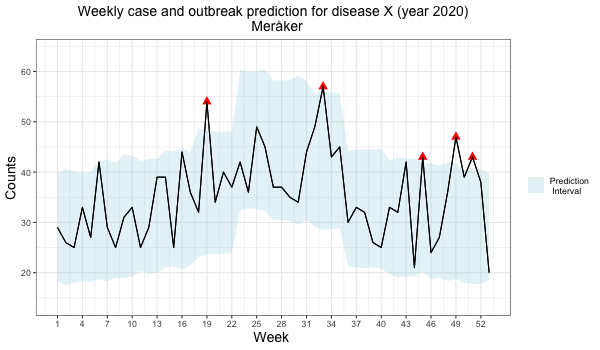 Weekly case and outbreak prediction for disease X (year 2020)
Meråker
Counts
60
50
40
30
20
1 4 7 10 13 16 19 22 25 28 31 34 37 40 43 46 49 52
Week
Prediction
Interval